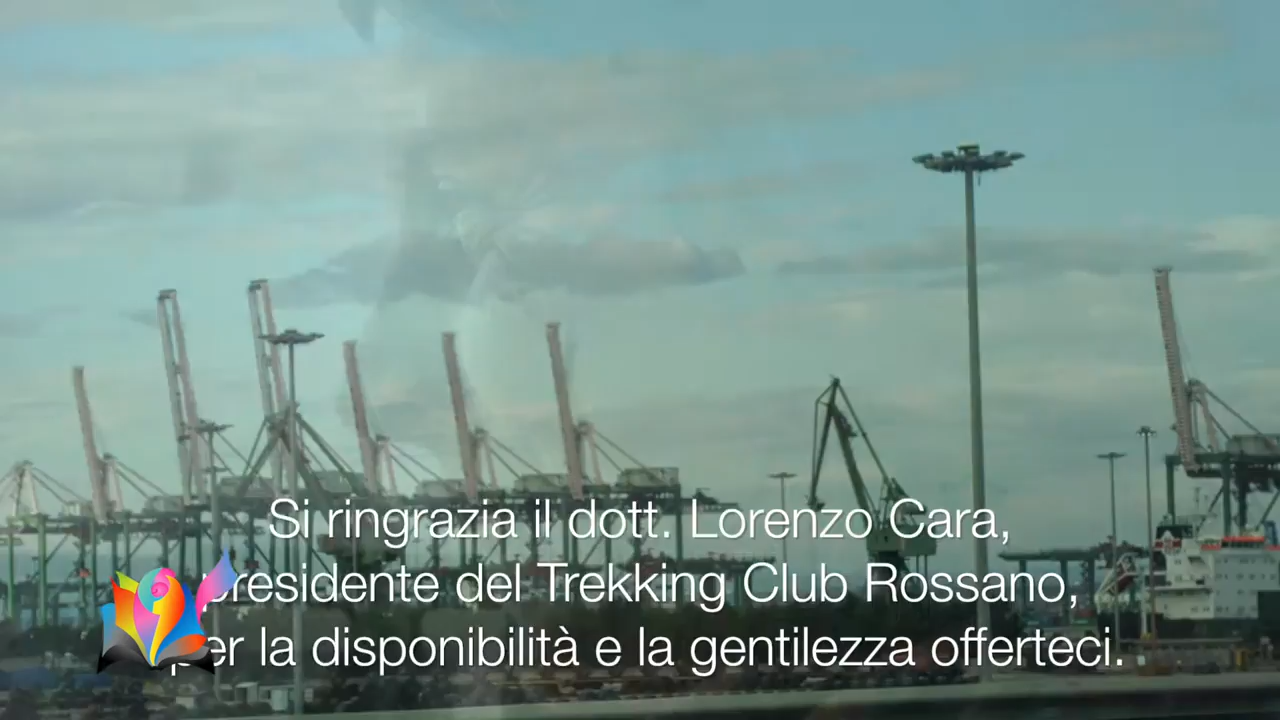 Si ringrazia il dott. Lorenzo Cara,
presidente del Trekking Club Rossano,
per la disponibilità e la gentilezza offerteci.